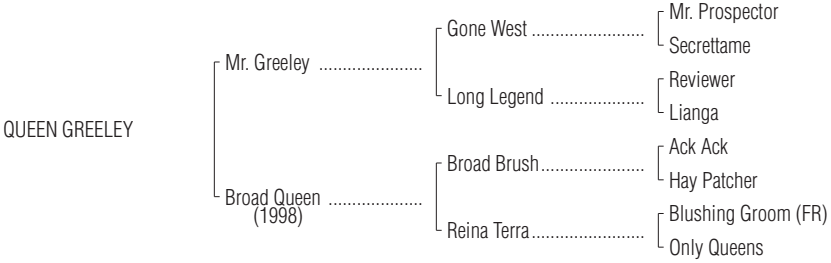 Mr. Prospector
Gone West ........................
Secrettame
Mr. Greeley ......................
Reviewer
Long Legend ....................
Lianga
QUEEN GREELEY
Ack Ack
Broad Brush......................
Hay Patcher
Broad Queen ....................
(1998)
Blushing Groom (FR)
Reina Terra........................
Only Queens